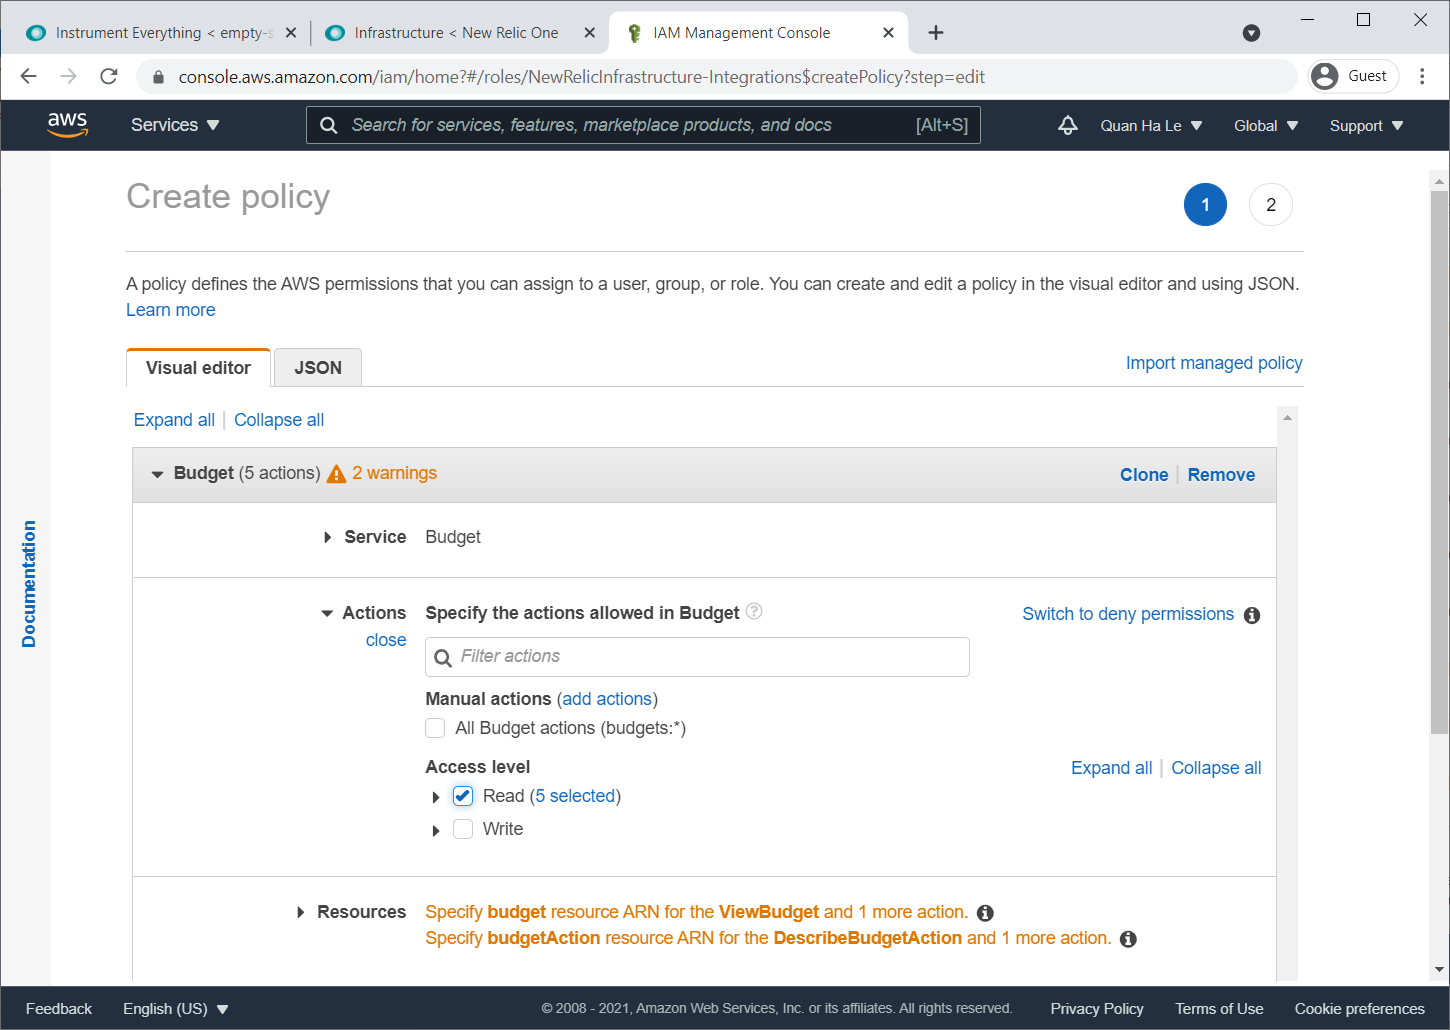 Instrument Everything < empty-s
Infrastructure < New Relic One
IAM Management Console
console.aws.amazon.com/iam/home?#/roles/NewRelicInfrastructure-Integrations$createPolicy?step=edit
Guest
aws
Services
Search for services, features, marketplace products, and docs [Alt+S]
Quan Ha Le
Global
Support
Create policy
1
2
A policy defines the AWS permissions that you can assign to a user, group, or role. You can create and edit a policy in the visual editor and using JSON.
Learn more
Visual editor
JSON
Import managed policy
Expand all | Collapse all
Budget (5 actions) 2 warnings
Clone | Remove
Documentation
Service Budget
Actions Specify the actions allowed in Budget ?
Switch to deny permissions
close
Filter actions
Manual actions (add actions)
All Budget actions (budgets:*)
Access level
Expand all | Collapse all
Read (5 selected)
Write
Resources Specify budget resource ARN for the ViewBudget and 1 more action.
Specify budgetAction resource ARN for the DescribeBudgetAction and 1 more action.
Feedback
English (US)
© 2008 - 2021, Amazon Web Services, Inc. or its affiliates. All rights reserved.
Privacy Policy
Terms of Use
Cookie preferences